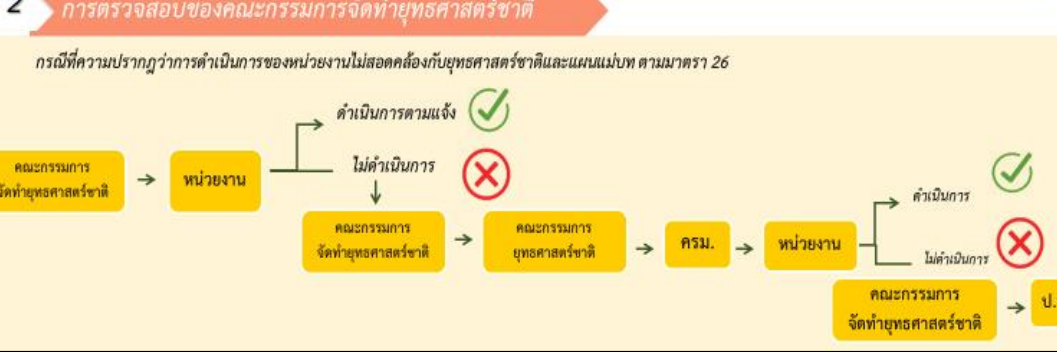 2
การตรวจสอบของคณะกรรมการจัดทำยุทธศาสตร์ชาติ
กรณีที่ความปรากฏว่าการดำเนินการของหน่วยงานไม่สอดคล้องกับยุทธศาสตร์ชาติและแผนแม่บท ตามมาตรา 26
ดำเนินการตามแจ้ง
ไม่ดำเนินการ
คณะกรรมการ
จัดทำยุทธศาสตร์ชาติ
หน่วยงาน
คณะกรรมการ
จัดทำยุทธศาสตร์ชาติ
คณะกรรมการ
ยุทธศาสตร์ชาติ
ครม.
หน่วยงาน
ดำเนินการ
ไม่ดำเนินการ
คณะกรรมการ
จัดทำยุทธศาสตร์ชาติ
ป.